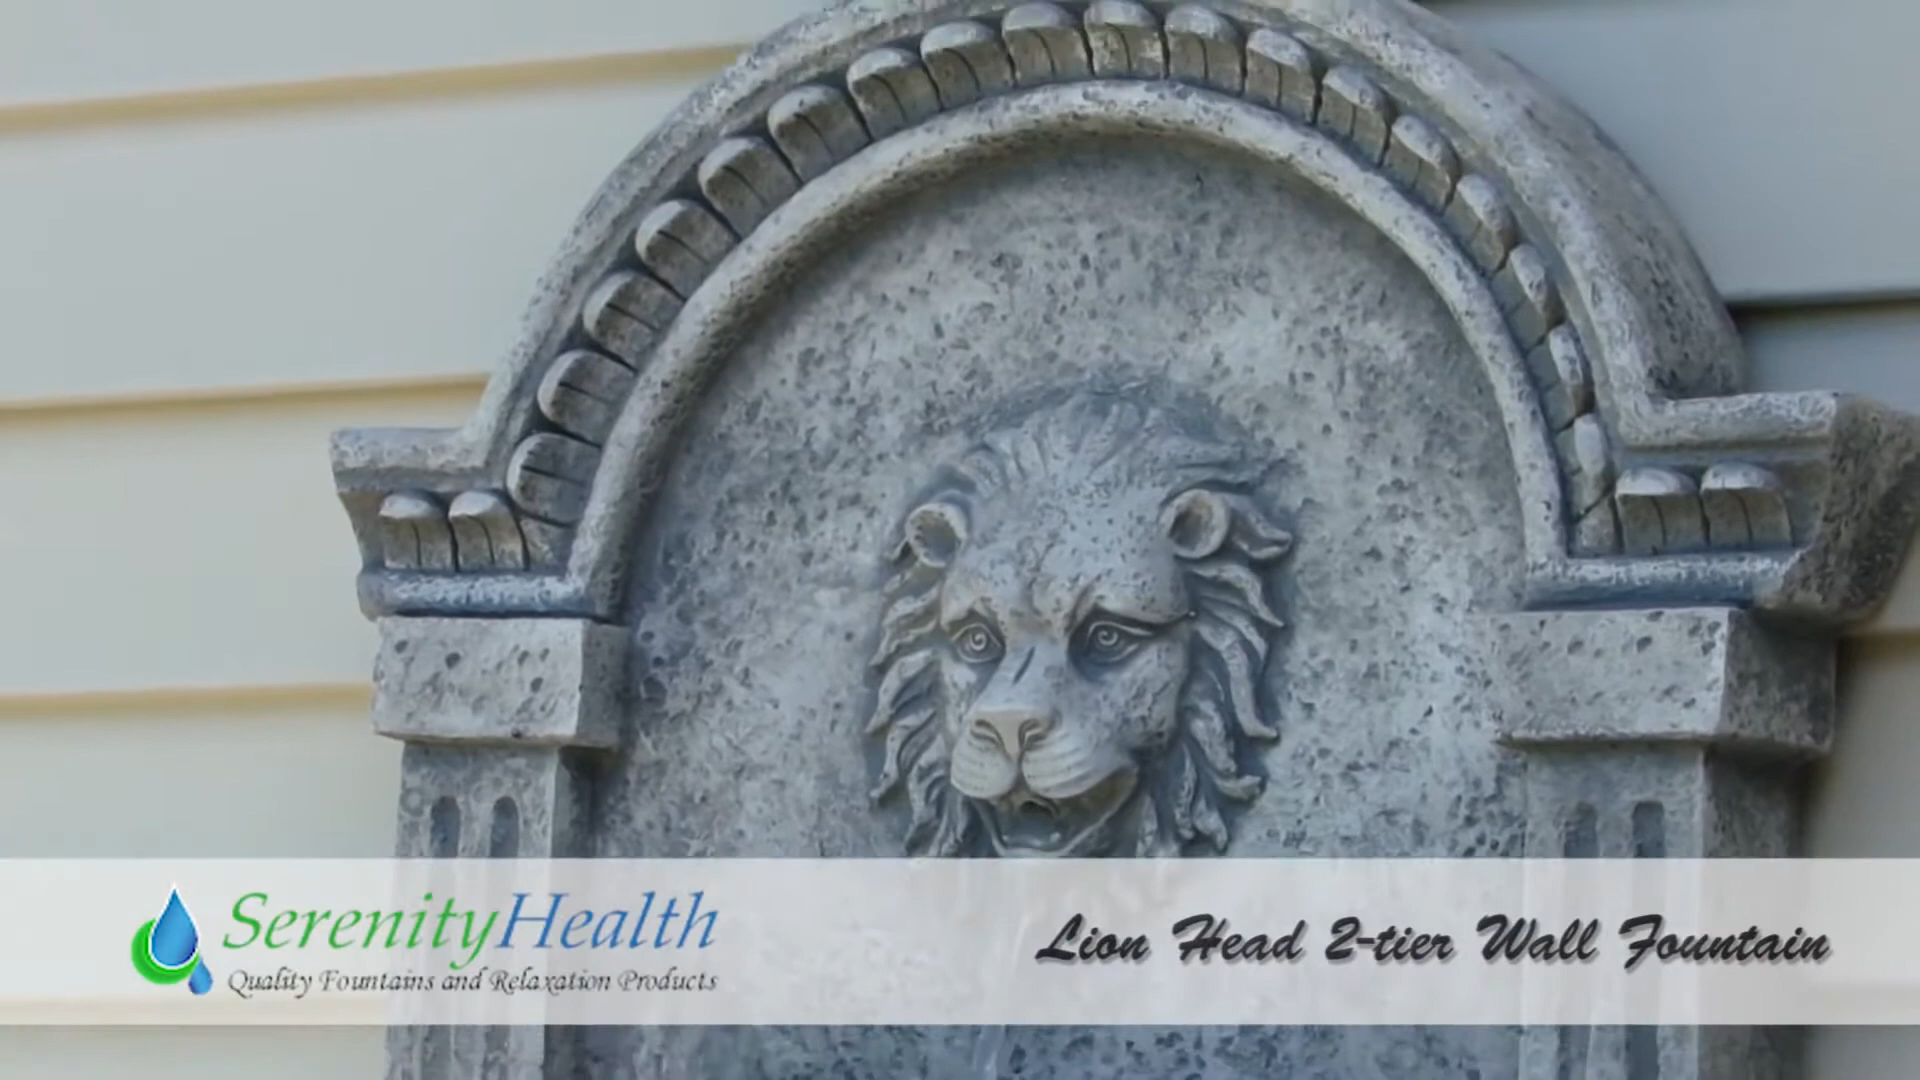 SerenityHealth
Quality Fountains and Relaxation Products
Lion Head 2-tier Wall Fountain